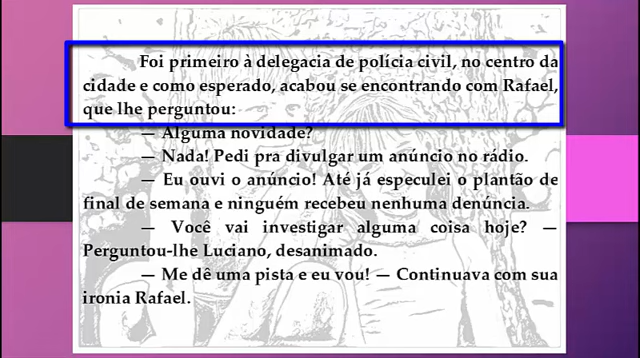 Foi primeiro à delegacia de polícia civil, no centro da
cidade e como esperado, acabou se encontrando com Rafael,
que lhe perguntou:
— Alguma novidade?
— Nada! Pedi pra divulgar um anúncio no rádio.
— Eu ouvi o anúncio! Até já especulei o plantão de
final de semana e ninguém recebeu nenhuma denúncia.
— Você vai investigar alguma coisa hoje? —
Perguntou-lhe Luciano, desanimado.
— Me dê uma pista e eu vou! — Continuava com sua
ironia Rafael.